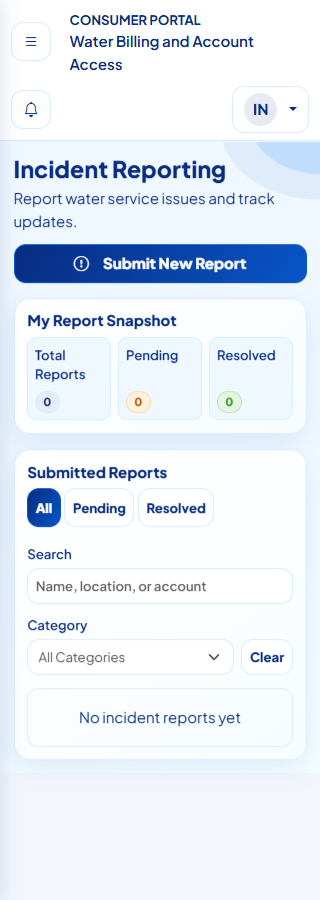 CONSUMER PORTAL
Water Billing and Account
Access
IN
Incident Reporting
Report water service issues and track
updates.
Submit New Report
My Report Snapshot
Total
Reports
0
Pending
0
Resolved
0
Submitted Reports
All
Pending
Resolved
Search
Name, location, or account
Category
All Categories
Clear
No incident reports yet